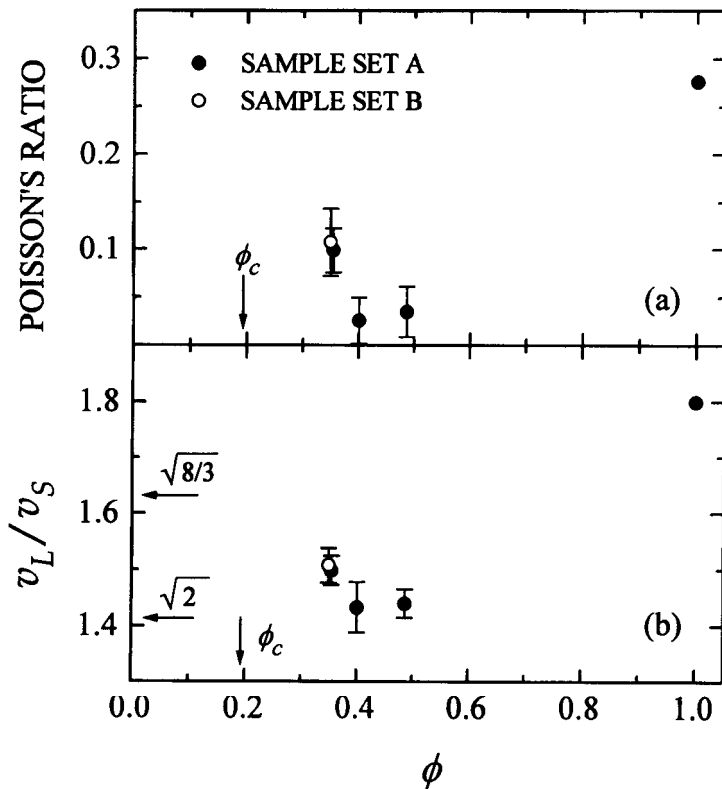 0.3
SAMPLE SET A
SAMPLE SET B
0.2
POISSON'S RATIO
0.1
ϕc
(a)
1.8
√8/3
1.6
vL / vS
√2
1.4
ϕc
(b)
0.0 0.2 0.4 0.6 0.8 1.0
ϕ